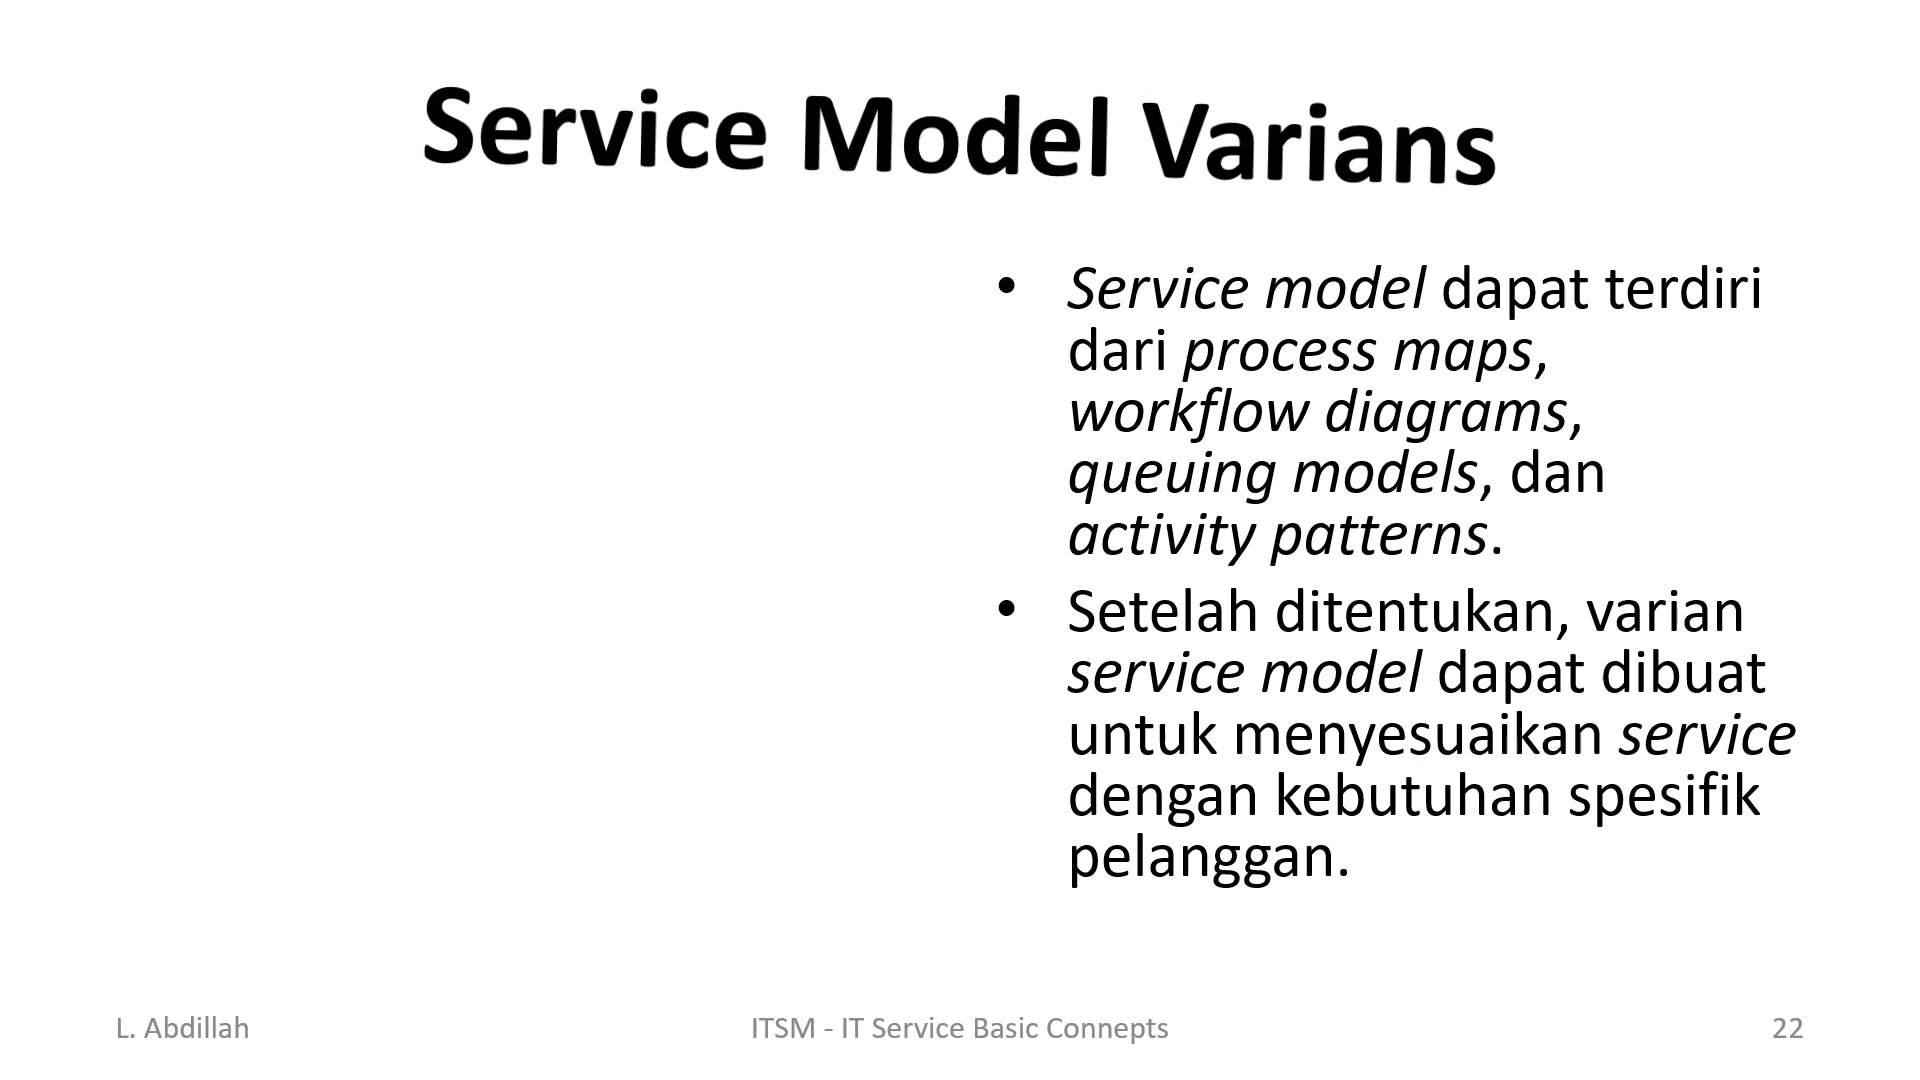 Service Model Varians
• Service model dapat terdiri
dari process maps,
workflow diagrams,
queuing models, dan
activity patterns.
• Setelah ditentukan, varian
service model dapat dibuat
untuk menyesuaikan service
dengan kebutuhan spesifik
pelanggan.
L. Abdillah
ITSM - IT Service Basic Connepts
22